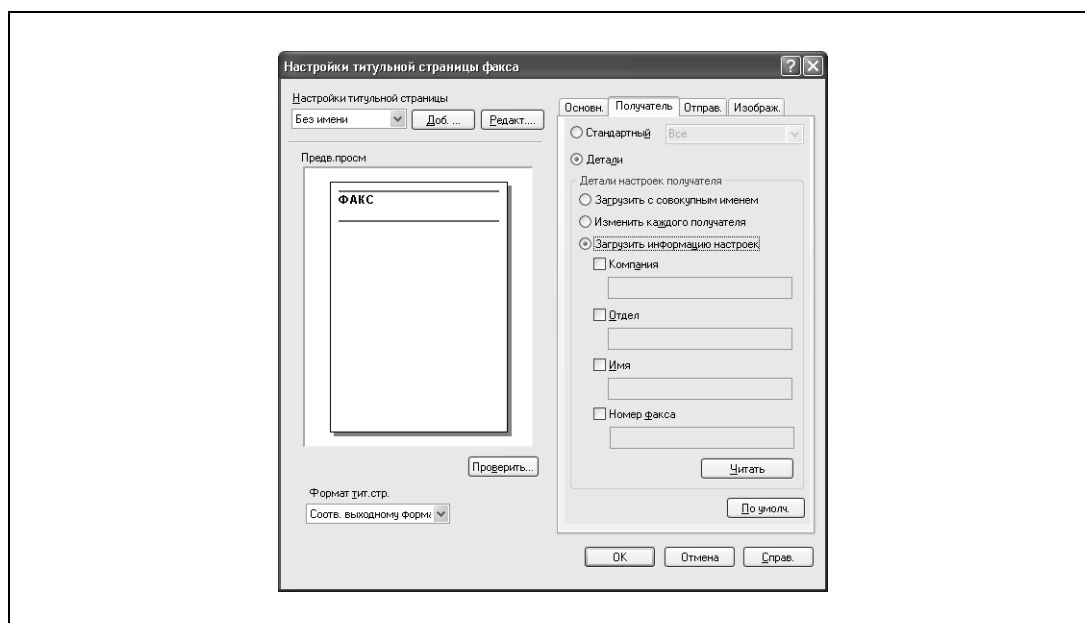 Настройки титульной страницы факса
Настройки титульной страницы
Без имени
Доб. ...
Редакт....
Предв.просм
ФАКС
Проверить...
Формат тит.стр.
Соотв. выходному форма
Основн.
Получатель
Отправ.
Изображ.
Стандартный
Все
Детали
Детали настроек получателя
Загрузить с совокупным именем
Изменить каждого получателя
Загрузить информацию настроек
Компания
Отдел
Имя
Номер факса
Читать
По умолч.
OK
Отмена
Справ.